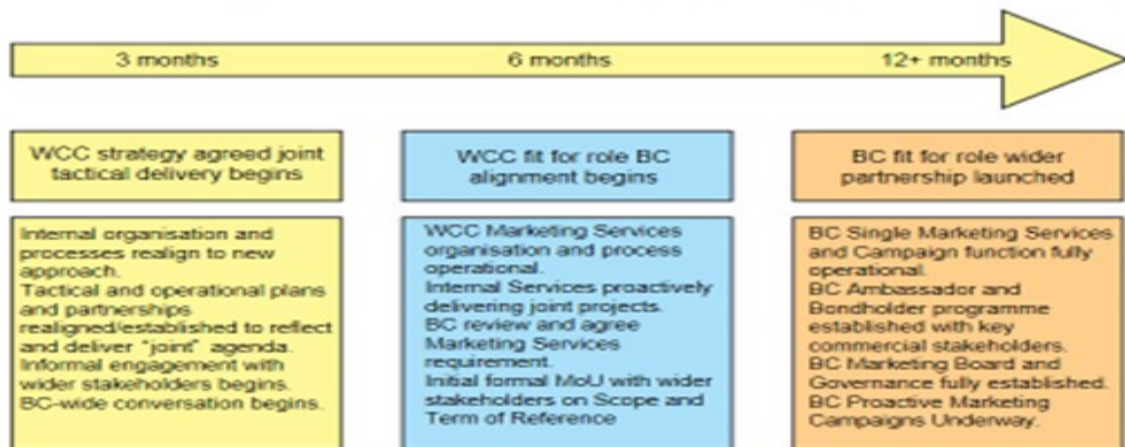 3 months
6 months
12+ months
WCC strategy agreed joint
tactical delivery begins
Internal organisation and
processes realign to new
approach.
Tactical and operational plans
and partnerships
realigned/established to reflect
and deliver "joint" agenda.
Informal engagement with
wider stakeholders begins.
BC-wide conversation begins.
WCC fit for role BC
alignment begins
WCC Marketing Services
organisation and process
operational.
Internal Services proactively
delivering joint projects.
BC review and agree
Marketing Services
requirement.
Initial formal MoU with wider
stakeholders on Scope and
Term of Reference
BC fit for role wider
partnership launched
BC Single Marketing Services
and Campaign function fully
operational.
BC Ambassador and
Bondholder programme
established with key
commercial stakeholders.
BC Marketing Board and
Governance fully established.
BC Proactive Marketing
Campaigns Underway.